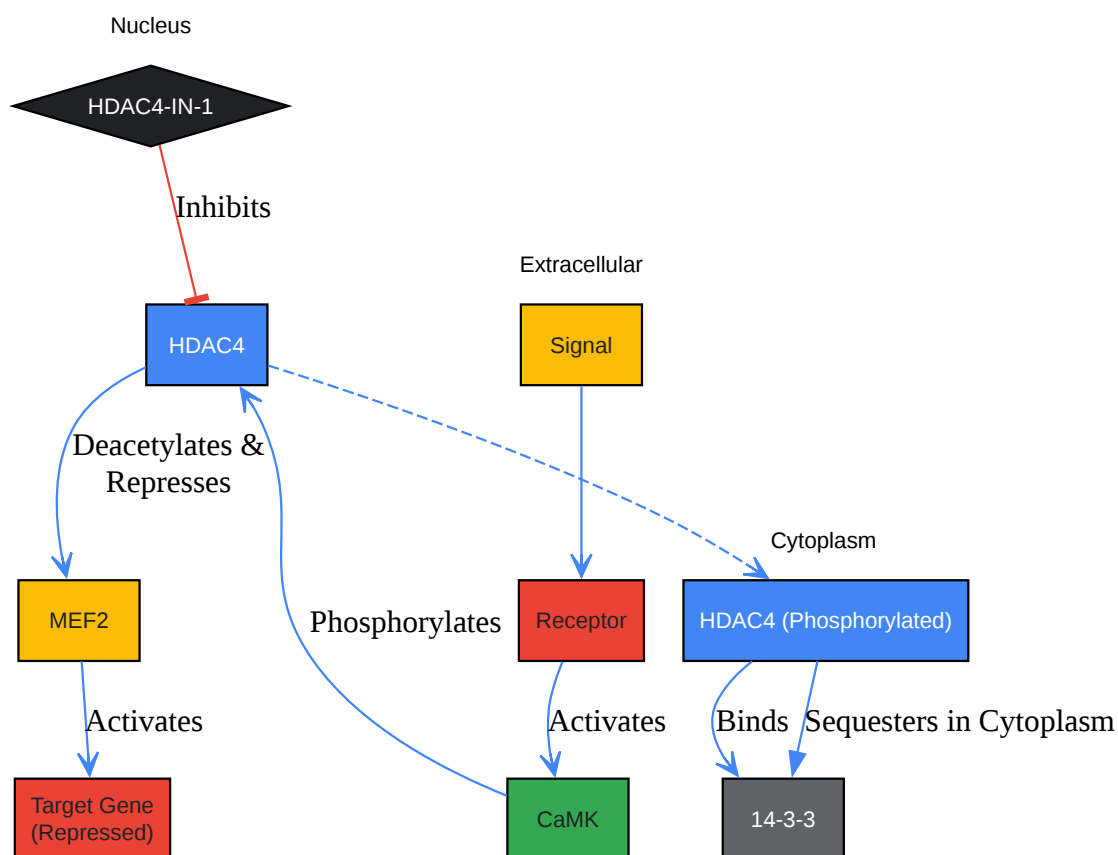 Nucleus
HDAC4-IN-1
Inhibits
Extracellular
HDAC4
Signal
Deacetylates &
Represses
Cytoplasm
MEF2
Phosphorylates
Receptor
HDAC4 (Phosphorylated)
Activates
Activates
Binds
Sequesters in Cytoplasm
Target Gene
(Repressed)
CaMK
14-3-3